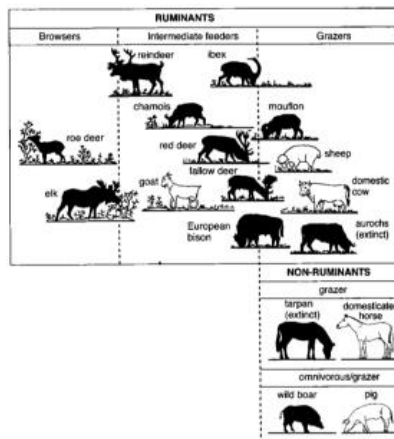 RUMINANTS
Browsers
Intermediate feeders
Grazers
reindeer
ibex
chamois
mouflon
roe deer
red deer
sheep
fallow deer
elk
goat
domestic
cow
European
bison
aurochs
(extinct)
NON-RUMINANTS
grazer
tarpan
(extinct)
domesticated
horse
omnivorous/grazer
wild boar
pig